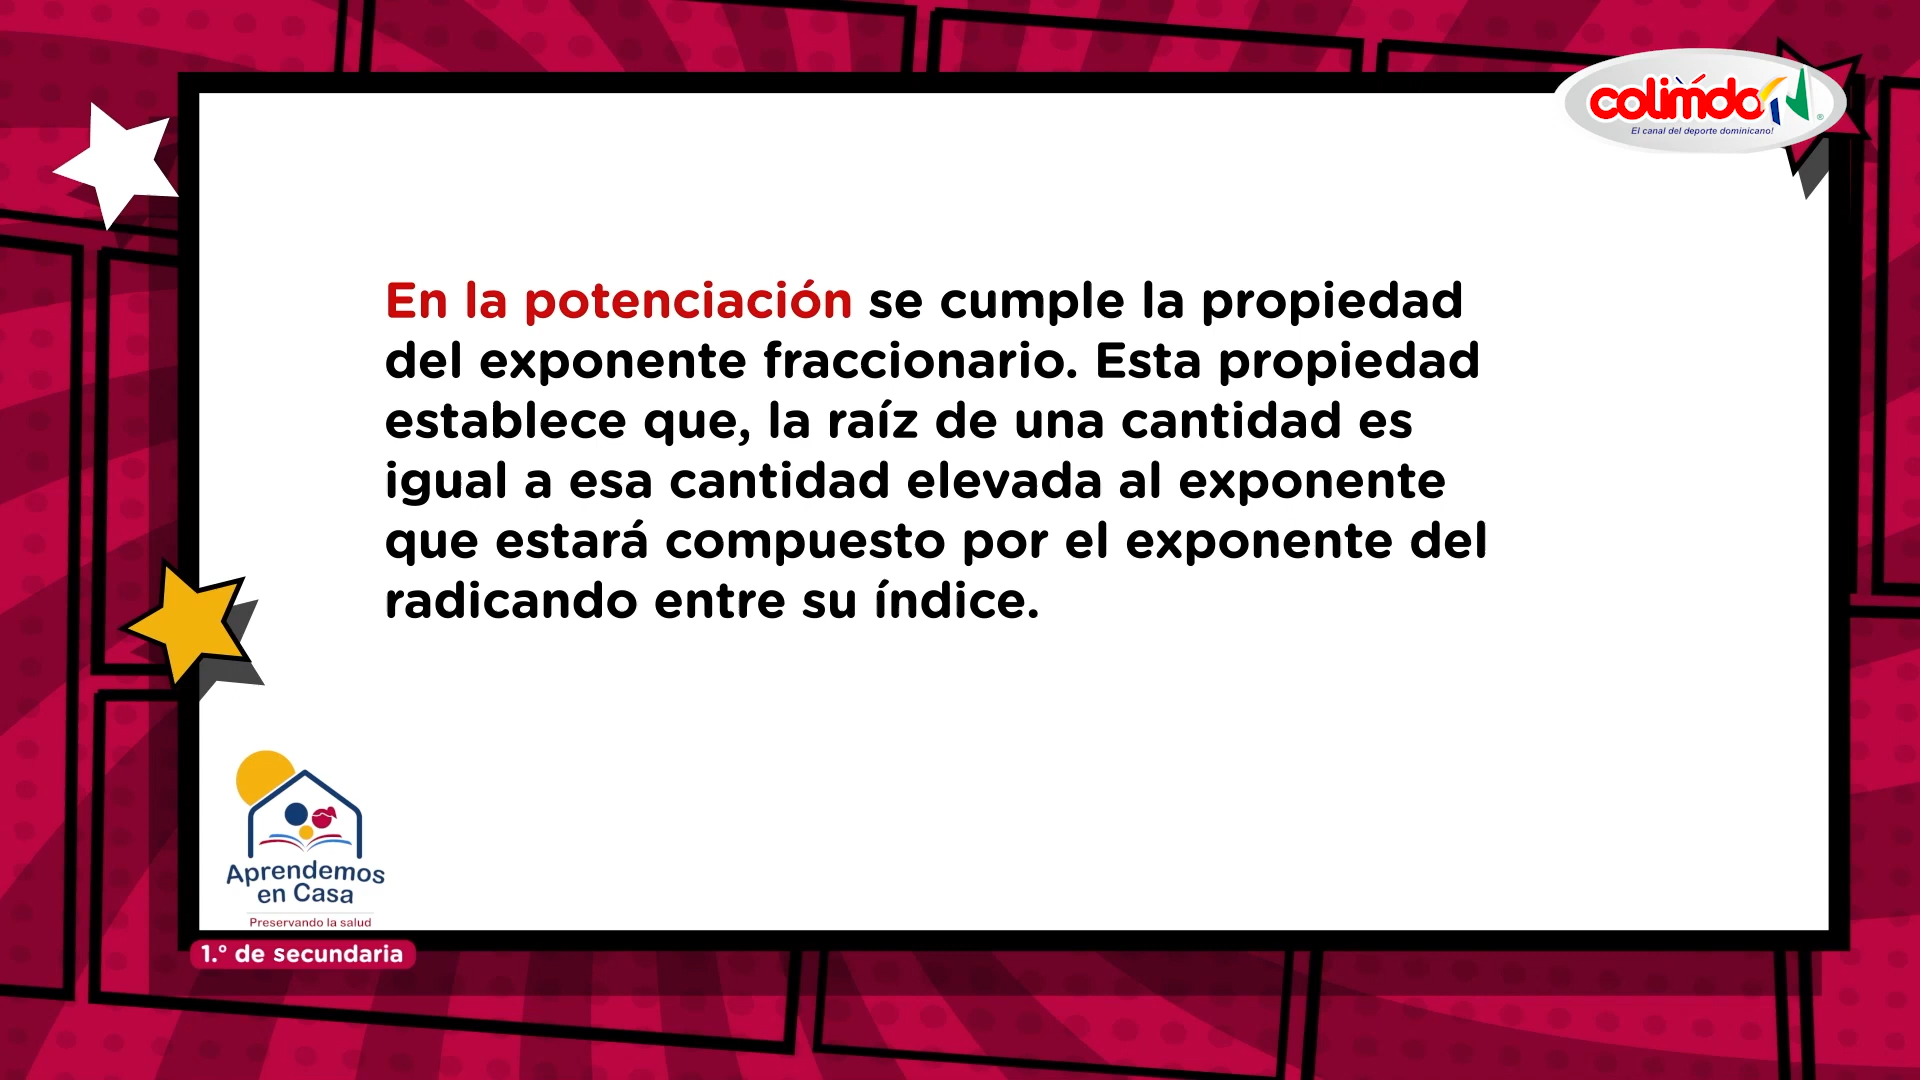 colimdo
El canal del deporte dominicano!
En la potenciación se cumple la propiedad
del exponente fraccionario. Esta propiedad
establece que, la raíz de una cantidad es
igual a esa cantidad elevada al exponente
que estará compuesto por el exponente del
radicando entre su índice.
Aprendemos
en Casa
Preservando la salud
1.° de secundaria